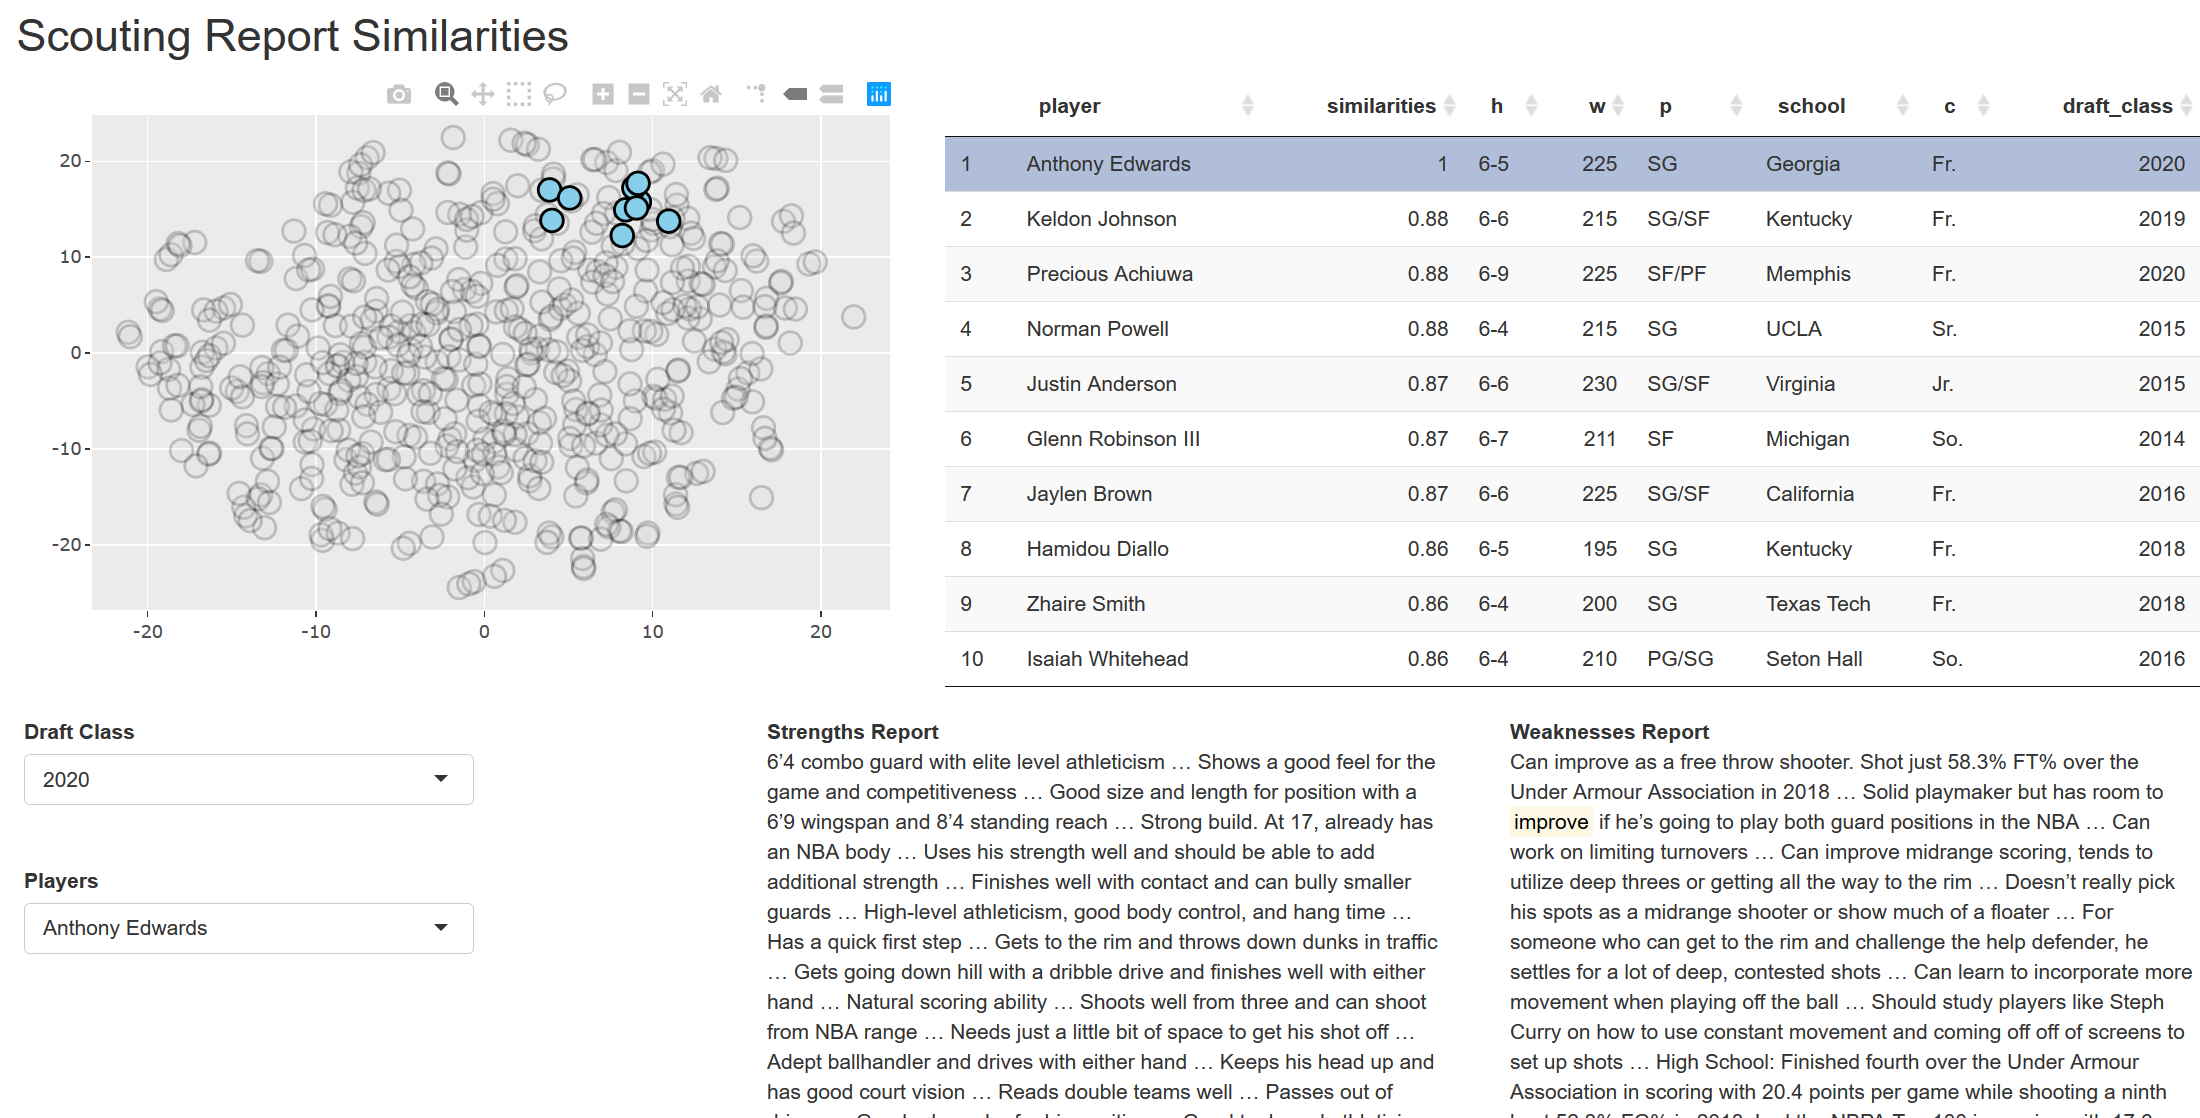 Scouting Report Similarities
20
10
0
-10
-20
-20 -10 0 10 20
player similarities h w p school c draft_class
1 Anthony Edwards 1 6-5 225 SG Georgia Fr. 2020
2 Keldon Johnson 0.88 6-6 215 SG/SF Kentucky Fr. 2019
3 Precious Achiuwa 0.88 6-9 225 SF/PF Memphis Fr. 2020
4 Norman Powell 0.88 6-4 215 SG UCLA Sr. 2015
5 Justin Anderson 0.87 6-6 230 SG/SF Virginia Jr. 2015
6 Glenn Robinson III 0.87 6-7 211 SF Michigan So. 2014
7 Jaylen Brown 0.87 6-6 225 SG/SF California Fr. 2016
8 Hamidou Diallo 0.86 6-5 195 SG Kentucky Fr. 2018
9 Zhaire Smith 0.86 6-4 200 SG Texas Tech Fr. 2018
10 Isaiah Whitehead 0.86 6-4 210 PG/SG Seton Hall So. 2016
Draft Class
2020
Players
Anthony Edwards
Strengths Report
6’4 combo guard with elite level athleticism … Shows a good feel for the
game and competitiveness … Good size and length for position with a
6’9 wingspan and 8’4 standing reach … Strong build. At 17, already has
an NBA body … Uses his strength well and should be able to add
additional strength … Finishes well with contact and can bully smaller
guards … High-level athleticism, good body control, and hang time …
Has a quick first step … Gets to the rim and throws down dunks in traffic
… Gets going down hill with a dribble drive and finishes well with either
hand … Natural scoring ability … Shoots well from three and can shoot
from NBA range … Needs just a little bit of space to get his shot off …
Adept ballhandler and drives with either hand … Keeps his head up and
has good court vision … Reads double teams well … Passes out of
Weaknesses Report
Can improve as a free throw shooter. Shot just 58.3% FT% over the
Under Armour Association in 2018 … Solid playmaker but has room to
improve if he’s going to play both guard positions in the NBA … Can
work on limiting turnovers … Can improve midrange scoring, tends to
utilize deep threes or getting all the way to the rim … Doesn’t really pick
his spots as a midrange shooter or show much of a floater … For
someone who can get to the rim and challenge the help defender, he
settles for a lot of deep, contested shots … Can learn to incorporate more
movement when playing off the ball … Should study players like Steph
Curry on how to use constant movement and coming off off of screens to
set up shots … High School: Finished fourth over the Under Armour
Association in scoring with 20.4 points per game while shooting a ninth